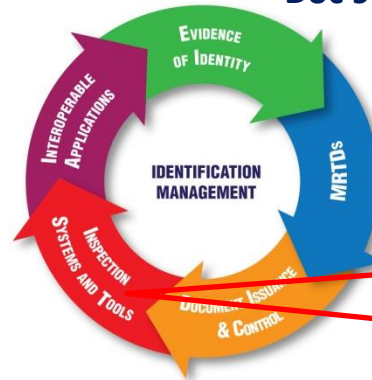 EVIDENCE
OF IDENTITY
MRTDs
DOCUMENT ISSUANCE
& CONTROL
INSPECTION
SYSTEMS AND TOOLS
INTEROPERABLE
APPLICATIONS
IDENTIFICATION
MANAGEMENT